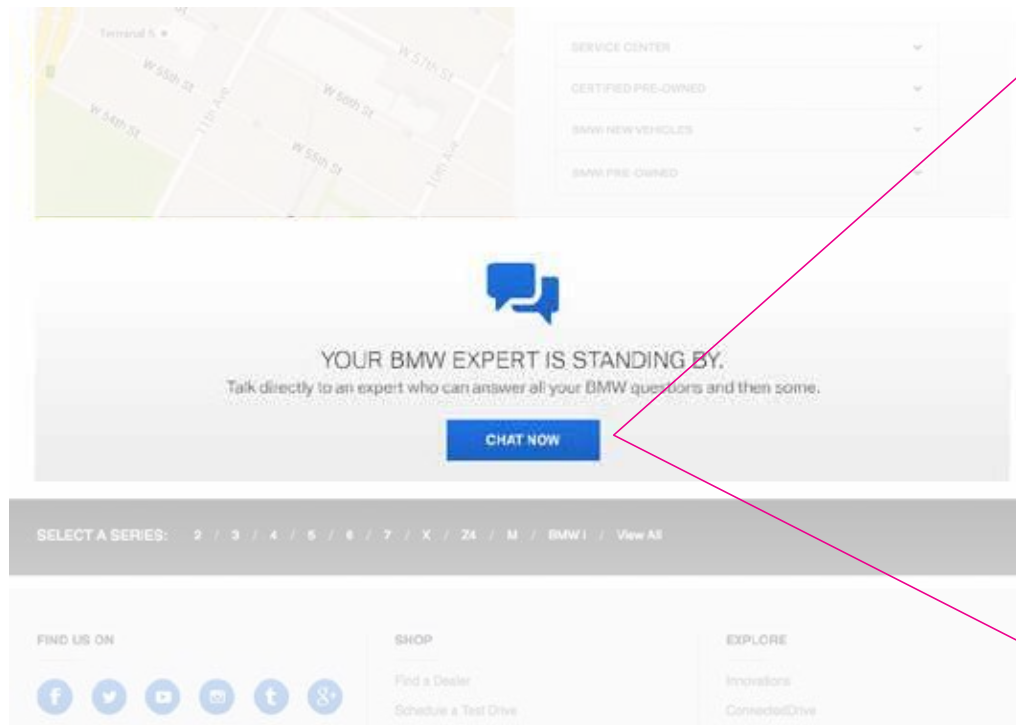 Terminal 5
W 57th St
W 55th St
W 56th St
W 54th St
11th Ave
W 55th St
10th Ave
SERVICE CENTER
CERTIFIED PRE-OWNED
BMW NEW VEHICLES
BMW PRE-OWNED
YOUR BMW EXPERT IS STANDING BY.
Talk directly to an expert who can answer all your BMW questions and then some.
CHAT NOW
SELECT A SERIES: 2 / 3 / 4 / 5 / 6 / 7 / X / Z4 / M / BMW i / View All
FIND US ON
SHOP
EXPLORE
Find a Dealer
Innovations
Schedule a Test Drive
ConnectedDrive